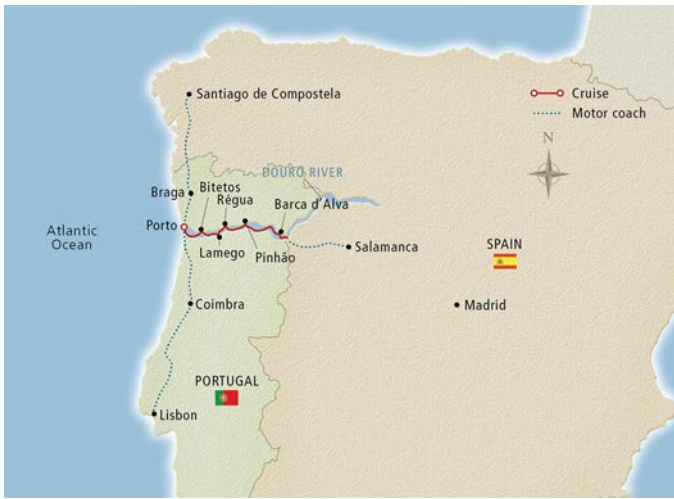 Santiago de Compostela
Cruise
Motor coach
N
DOURO RIVER
Braga
Bitetos
Régua
Barca d'Alva
Porto
Atlantic
Ocean
Lamego
Pinhão
Salamanca
SPAIN
Coimbra
Madrid
PORTUGAL
Lisbon